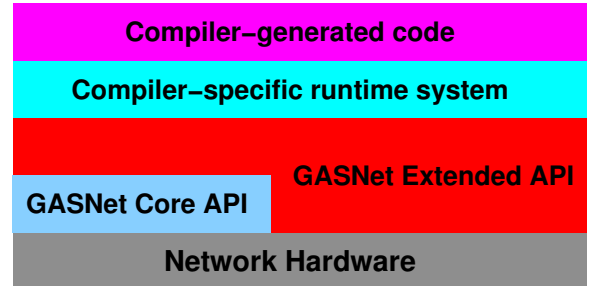 Compiler−generated code
Compiler−specific runtime system
GASNet Extended API
GASNet Core API
Network Hardware